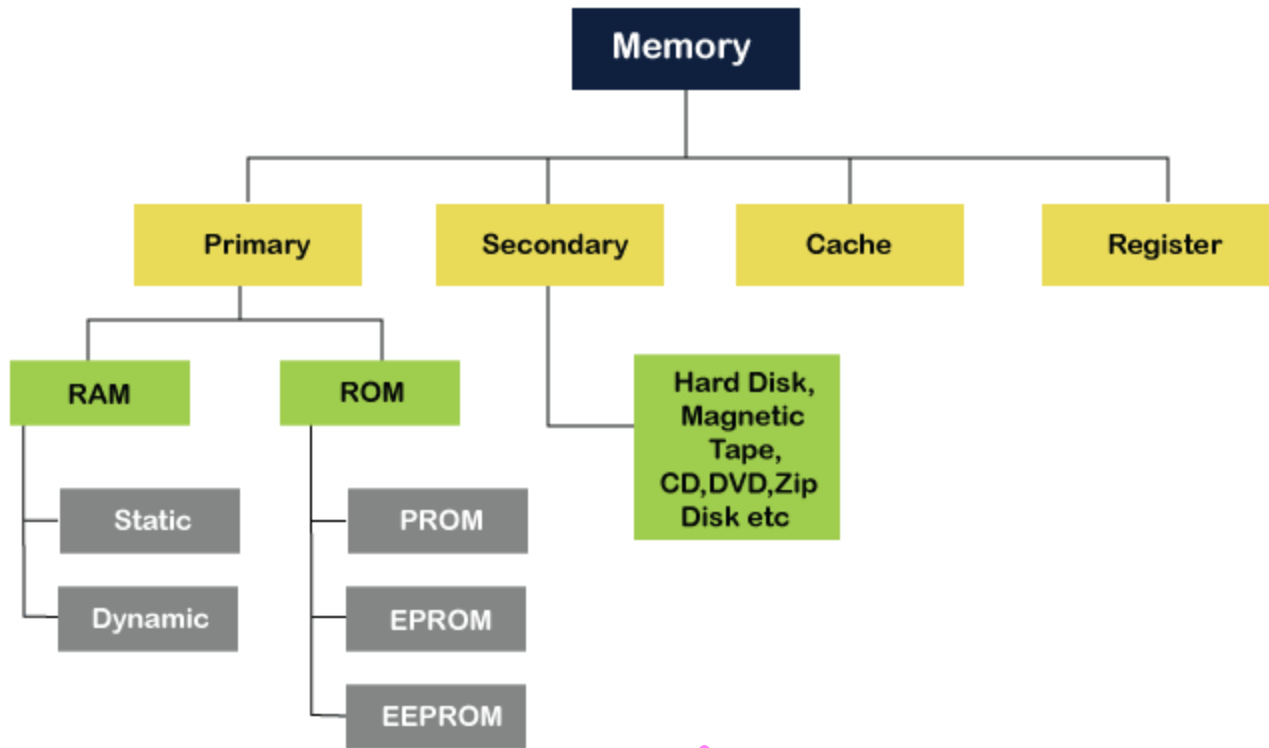 Memory
Primary
Secondary
Cache
Register
RAM
ROM
Hard Disk,
Magnetic
Tape,
CD,DVD,Zip
Disk etc
Static
PROM
Dynamic
EPROM
EEPROM